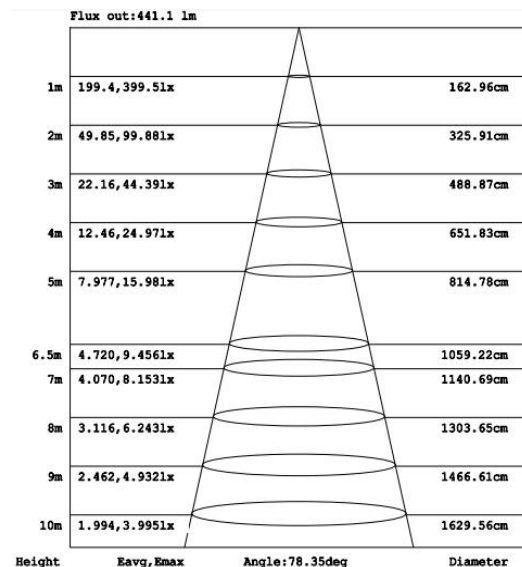 Flux out:441.1 lm
1m 199.4,399.5lx 162.96cm
2m 49.85,99.88lx 325.91cm
3m 22.16,44.39lx 488.87cm
4m 12.46,24.97lx 651.83cm
5m 7.977,15.98lx 814.78cm
6.5m 4.720,9.456lx 1059.22cm
7m 4.070,8.153lx 1140.69cm
8m 3.116,6.243lx 1303.65cm
9m 2.462,4.932lx 1466.61cm
10m 1.994,3.995lx 1629.56cm
Height Eavg,Emax Angle:78.35deg Diameter